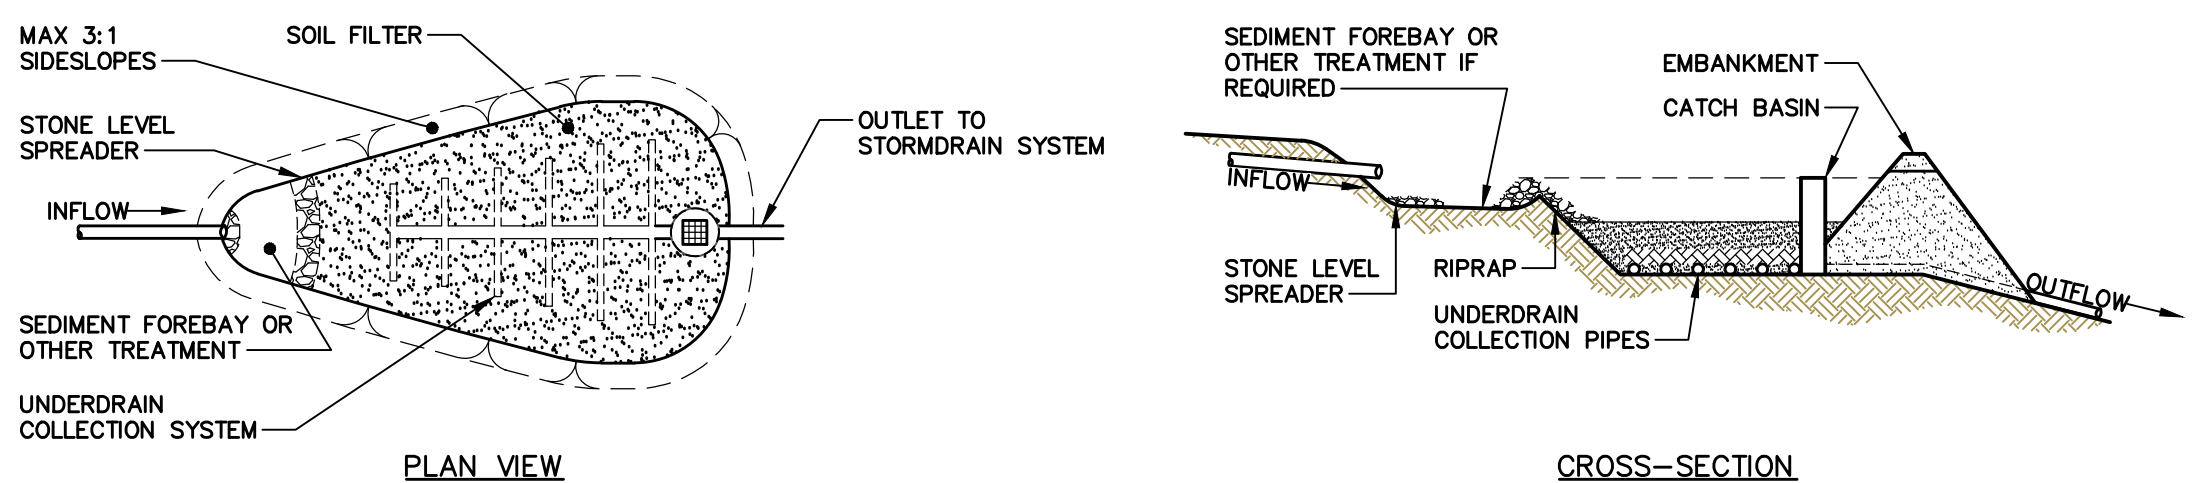 MAX 3:1
SIDESLOPES
SOIL FILTER
STONE LEVEL
SPREADER
INFLOW
OUTLET TO
STORMDRAIN SYSTEM
SEDIMENT FOREBAY OR
OTHER TREATMENT
UNDERDRAIN
COLLECTION SYSTEM
PLAN VIEW
SEDIMENT FOREBAY OR
OTHER TREATMENT IF
REQUIRED
EMBANKMENT
CATCH BASIN
INFLOW
STONE LEVEL
SPREADER
RIPRAP
UNDERDRAIN
COLLECTION PIPES
OUTFLOW
CROSS-SECTION